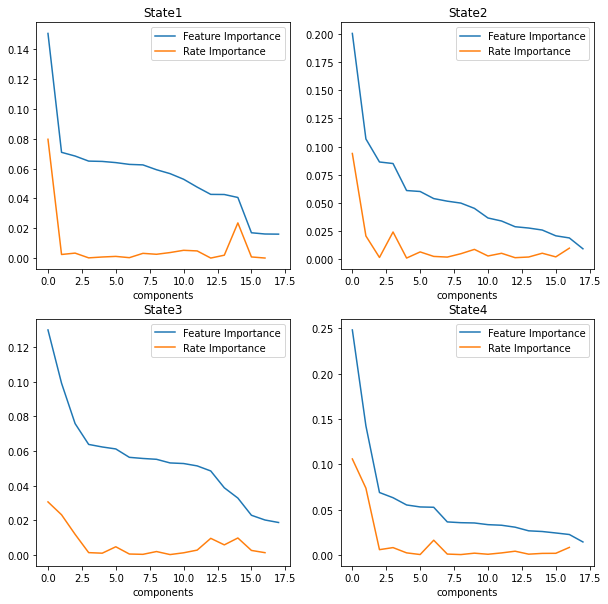 State1
Feature Importance
Rate Importance
0.14
0.12
0.10
0.08
0.06
0.04
0.02
0.00
0.0 2.5 5.0 7.5 10.0 12.5 15.0 17.5
components
State2
Feature Importance
Rate Importance
0.200
0.175
0.150
0.125
0.100
0.075
0.050
0.025
0.000
0.0 2.5 5.0 7.5 10.0 12.5 15.0 17.5
components
State3
Feature Importance
Rate Importance
0.12
0.10
0.08
0.06
0.04
0.02
0.00
0.0 2.5 5.0 7.5 10.0 12.5 15.0 17.5
components
State4
Feature Importance
Rate Importance
0.25
0.20
0.15
0.10
0.05
0.00
0.0 2.5 5.0 7.5 10.0 12.5 15.0 17.5
components